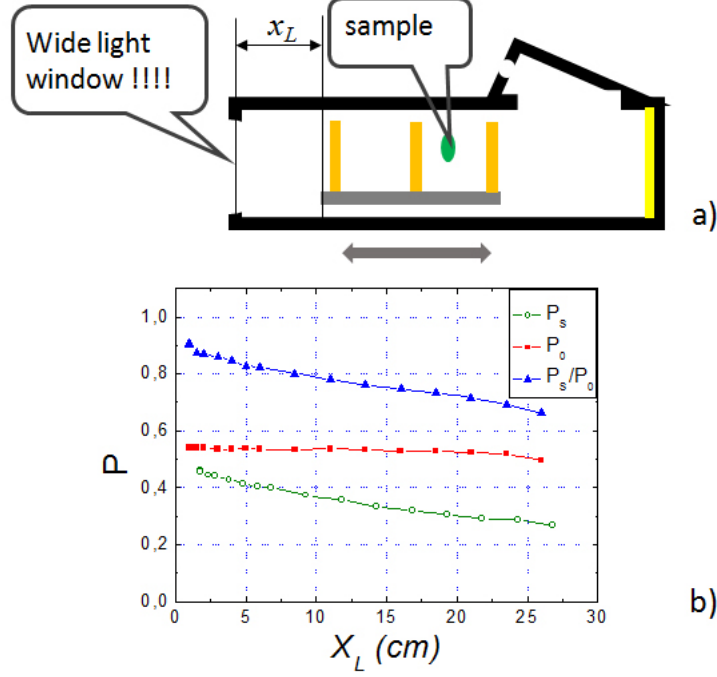 Wide light
window !!!!
x_L
sample
a)
P_s
P_0
P_s/P_0
1,0
0,8
0,6
0,4
0,2
0,0
P
0 5 10 15 20 25 30
X_L (cm)
b)